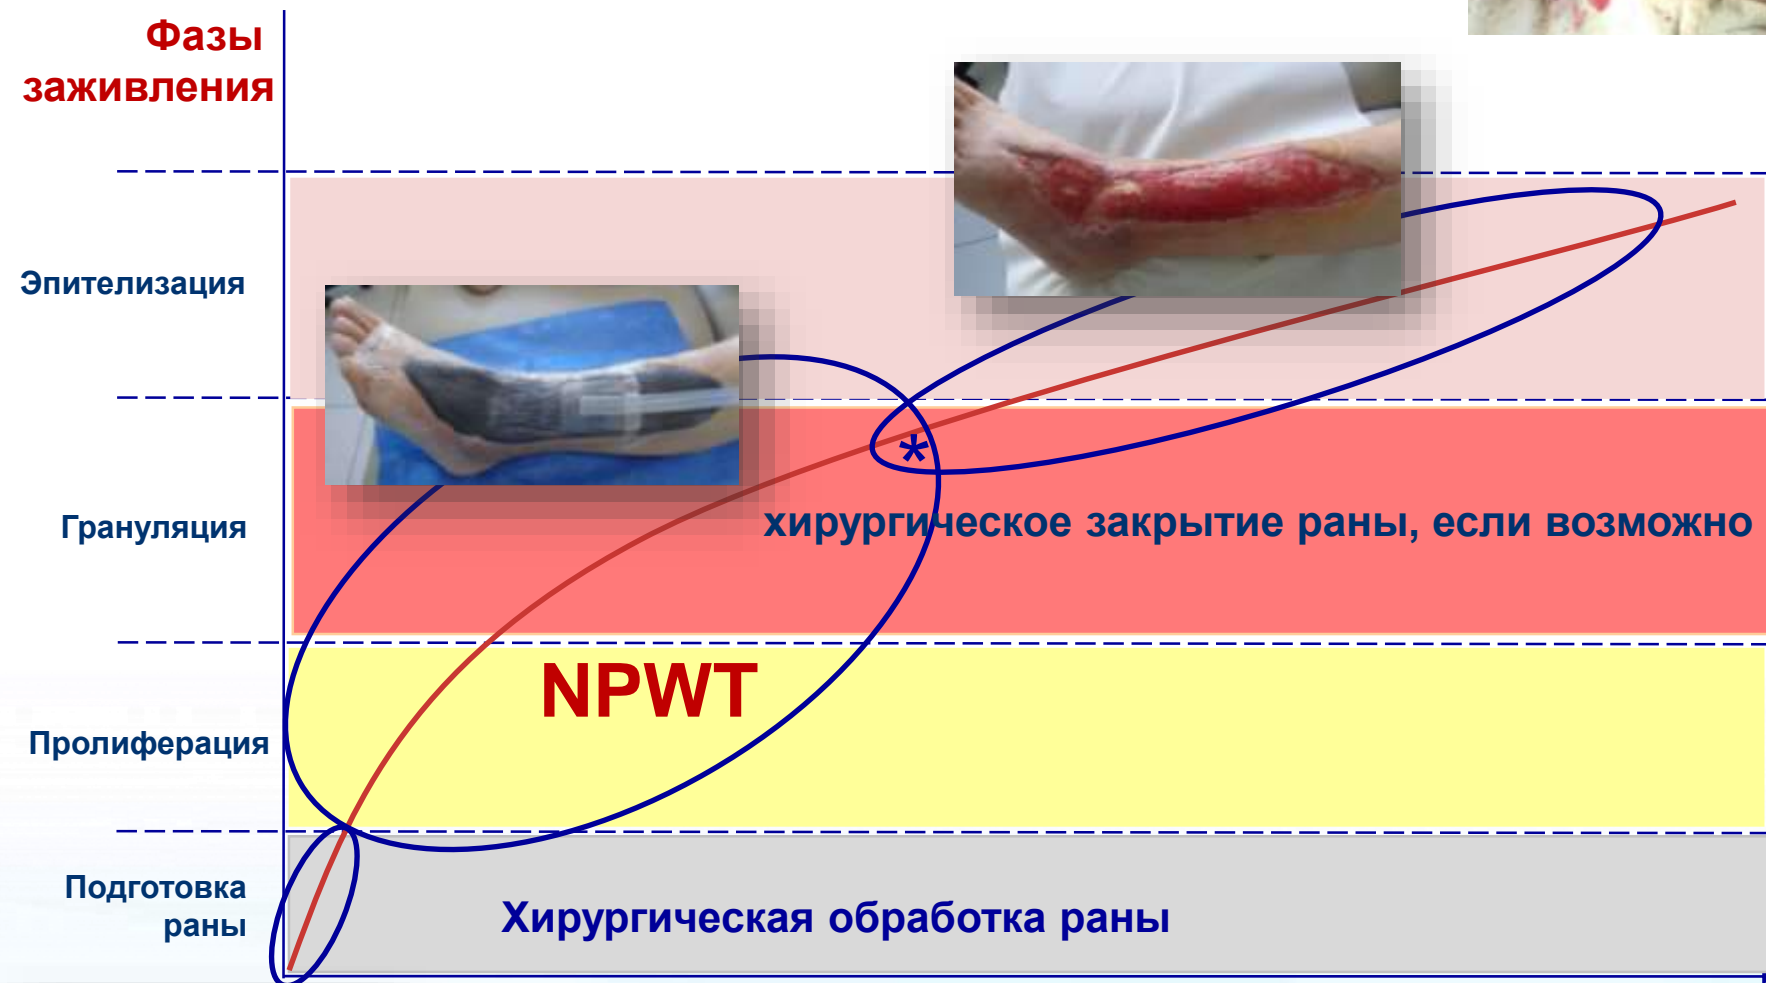 Фазы
заживления
Эпителизация
*
Грануляция
хирургическое закрытие раны, если возможно
NPWT
Пролиферация
Подготовка
раны
Хирургическая обработка раны